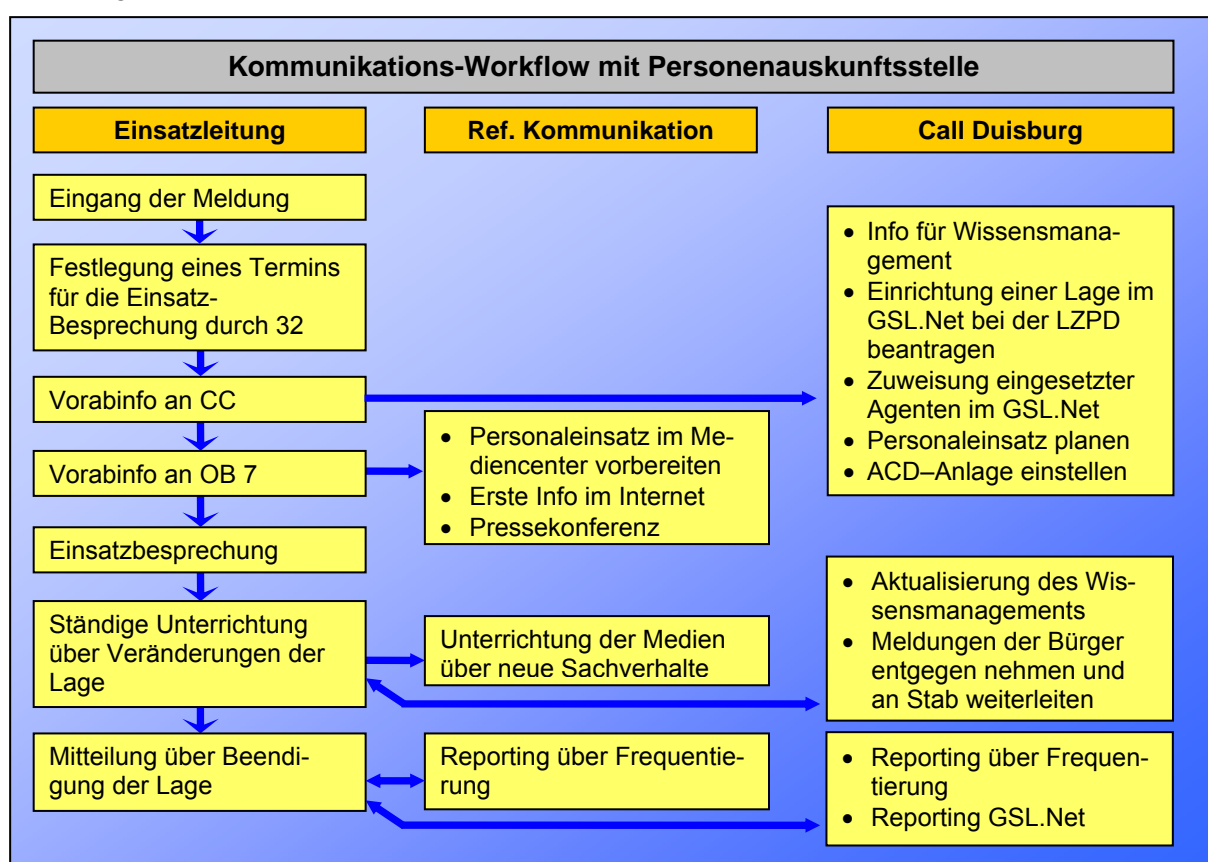 Kommunikations-Workflow mit Personenauskunftsstelle
Einsatzleitung
Eingang der Meldung
Festlegung eines Termins
für die Einsatz-
Besprechung durch 32
Vorabinfo an CC
Vorabinfo an OB 7
Einsatzbesprechung
Ständige Unterrichtung
über Veränderungen der
Lage
Mitteilung über Beendi-
gung der Lage
Ref. Kommunikation
• Personaleinsatz im Me-
diencenter vorbereiten
• Erste Info im Internet
• Pressekonferenz
Unterrichtung der Medien
über neue Sachverhalte
Reporting über Frequentie-
rung
Call Duisburg
• Info für Wissensmana-
gement
• Einrichtung einer Lage im
GSL.Net bei der LZPD
beantragen
• Zuweisung eingesetzter
Agenten im GSL.Net
• Personaleinsatz planen
• ACD–Anlage einstellen
• Aktualisierung des Wis-
sensmanagements
• Meldungen der Bürger
entgegen nehmen und
an Stab weiterleiten
• Reporting über Frequen-
tierung
• Reporting GSL.Net